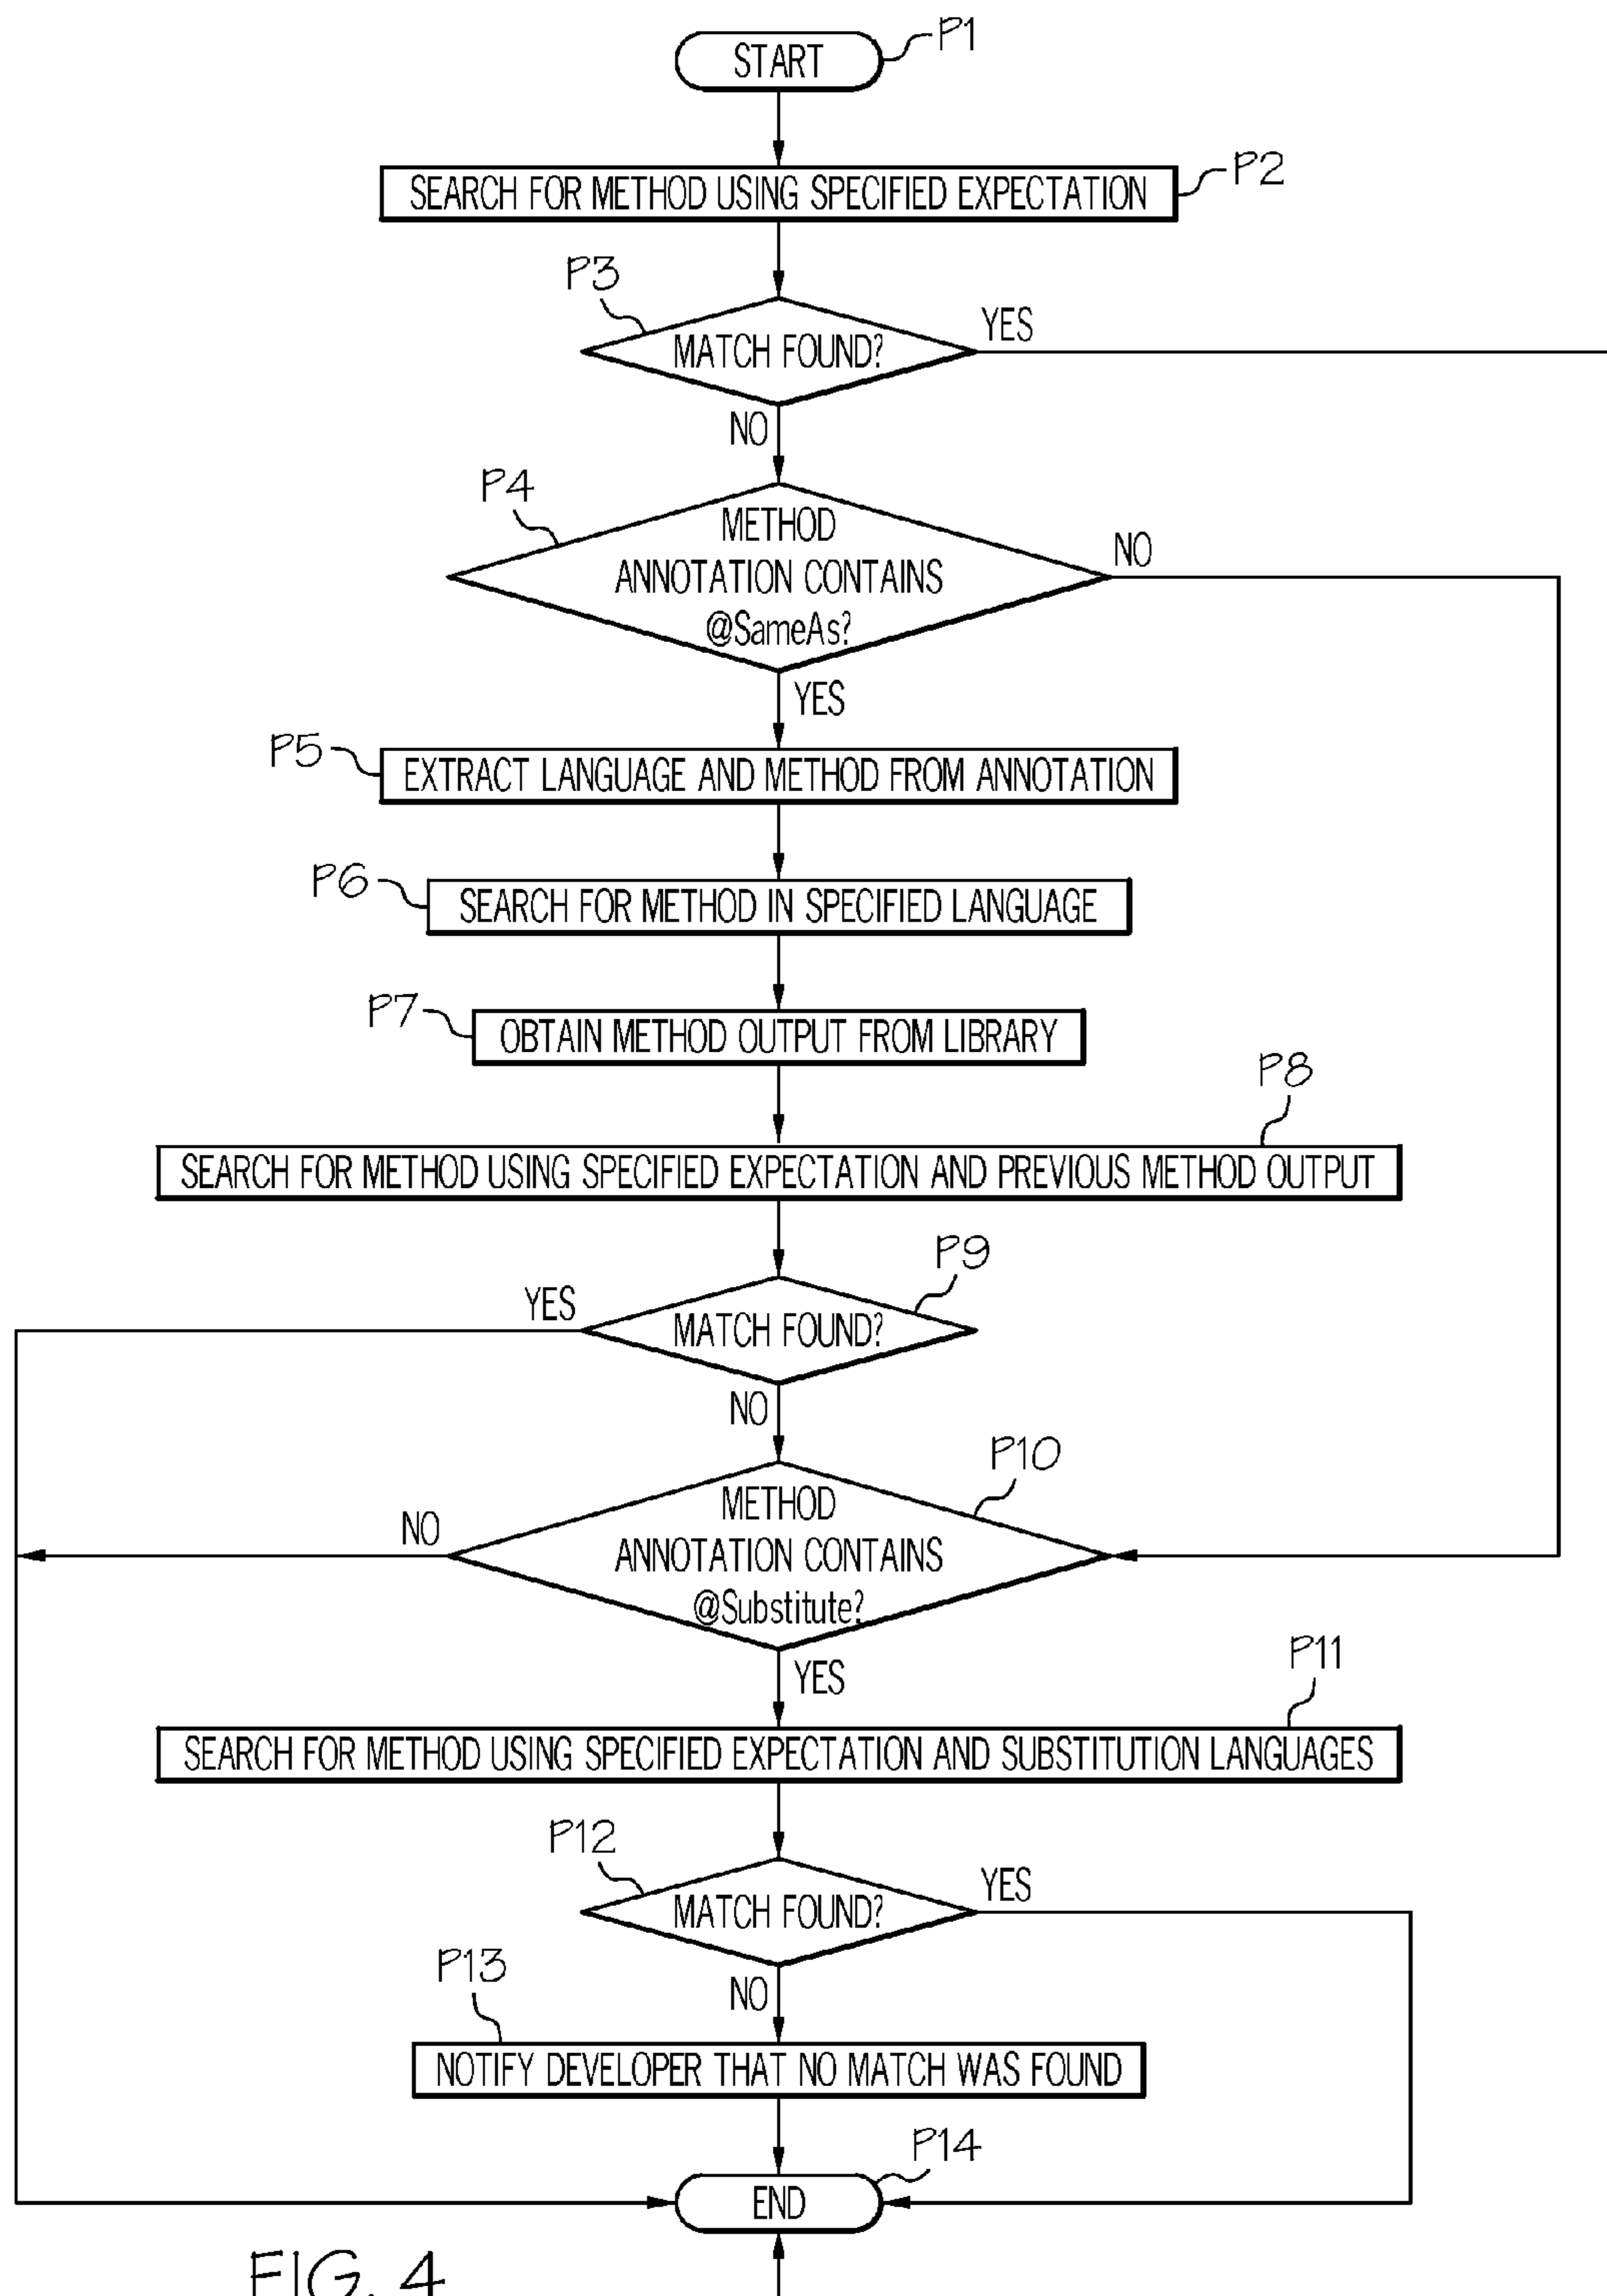 START
P1
SEARCH FOR METHOD USING SPECIFIED EXPECTATION
P2
P3
MATCH FOUND?
YES
NO
P4
METHOD
ANNOTATION CONTAINS
@SameAs?
NO
YES
P5
EXTRACT LANGUAGE AND METHOD FROM ANNOTATION
P6
SEARCH FOR METHOD IN SPECIFIED LANGUAGE
P7
OBTAIN METHOD OUTPUT FROM LIBRARY
P8
SEARCH FOR METHOD USING SPECIFIED EXPECTATION AND PREVIOUS METHOD OUTPUT
P9
YES
MATCH FOUND?
NO
P10
NO
METHOD
ANNOTATION CONTAINS
@Substitute?
YES
P11
SEARCH FOR METHOD USING SPECIFIED EXPECTATION AND SUBSTITUTION LANGUAGES
P12
MATCH FOUND?
YES
NO
P13
NOTIFY DEVELOPER THAT NO MATCH WAS FOUND
P14
END
FIG. 4